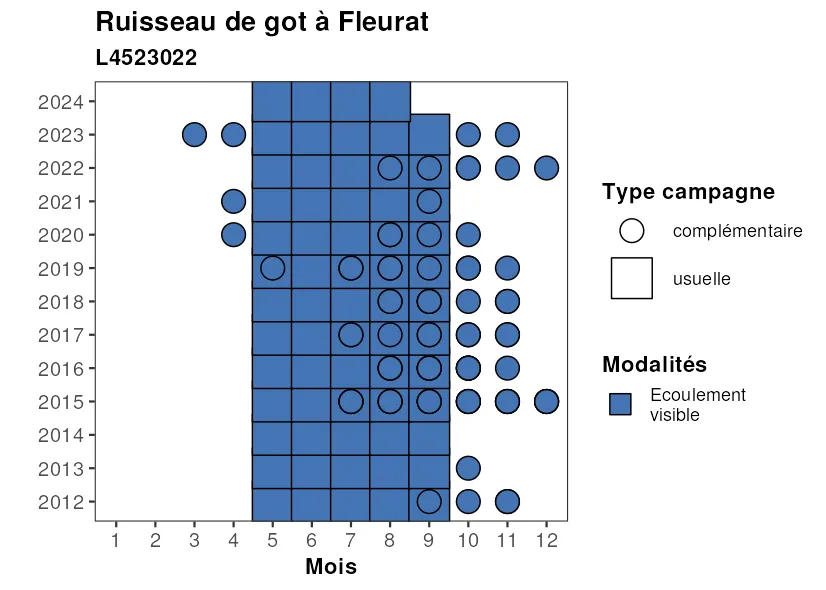 Ruisseau de got à Fleurat
L4523022
2024
2023
2022
2021
2020
2019
2018
2017
2016
2015
2014
2013
2012
1 2 3 4 5 6 7 8 9 10 11 12
Mois
Type campagne
complémentaire
usuelle
Modalités
Ecoulement
visible